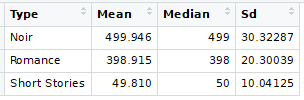 Type Mean Median Sd
Noir 499.946 499 30.32287
Romance 398.915 398 20.30039
Short Stories 49.810 50 10.04125